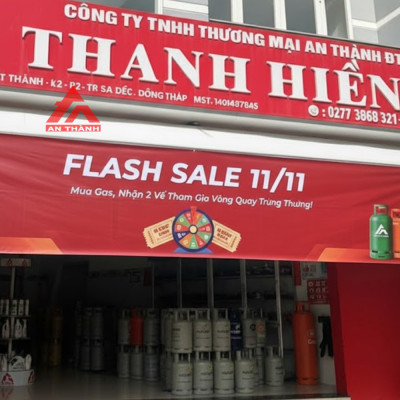 CÔNG TY TNHH THƯƠNG MẠI AN THÀNH ĐT
THANH HIỀN
T THÀNH - K2 - P2 - TR SA ĐÉC. ĐỒNG THÁP MST. 1401487845
: 0277 3868 321-
AN THÀNH
FLASH SALE 11/11
Mua Gas, Nhận 2 Vé Tham Gia Vòng Quay Trúng Thưởng!